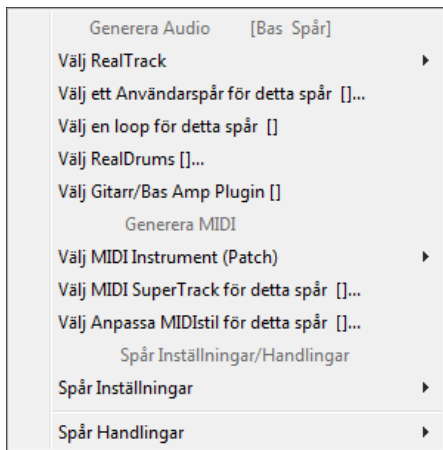 Generera Audio [Bas Spår]
Välj RealTrack
Välj ett Användarspår för detta spår []...
Välj en loop för detta spår []
Välj RealDrums []...
Välj Gitarr/Bas Amp Plugin []
Generera MIDI
Välj MIDI Instrument (Patch)
Välj MIDI SuperTrack för detta spår []...
Välj Anpassa MIDIstil för detta spår []...
Spår Inställningar/Handlingar
Spår Inställningar
Spår Handlingar